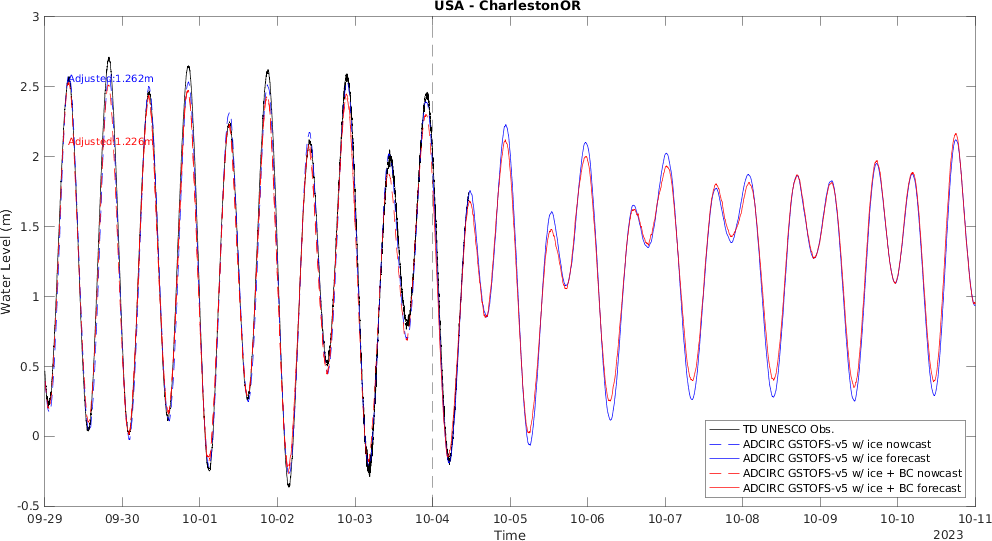 USA - CharlestonOR
3
2.5
2
1.5
1
0.5
0
-0.5
Water Level (m)
Adjusted:1.262m
Adjusted:1.226m
TD UNESCO Obs.
ADCIRC GSTOFS-v5 w/ ice nowcast
ADCIRC GSTOFS-v5 w/ ice forecast
ADCIRC GSTOFS-v5 w/ ice + BC nowcast
ADCIRC GSTOFS-v5 w/ ice + BC forecast
09-29 09-30 10-01 10-02 10-03 10-04 10-05 10-06 10-07 10-08 10-09 10-10 10-11
Time
2023